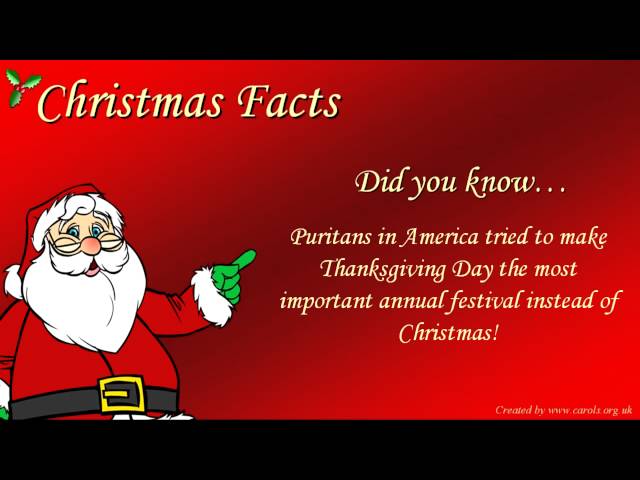 Christmas Facts
Did you know…
Puritans in America tried to make
Thanksgiving Day the most
important annual festival instead of
Christmas!
Created by www.carols.org.uk